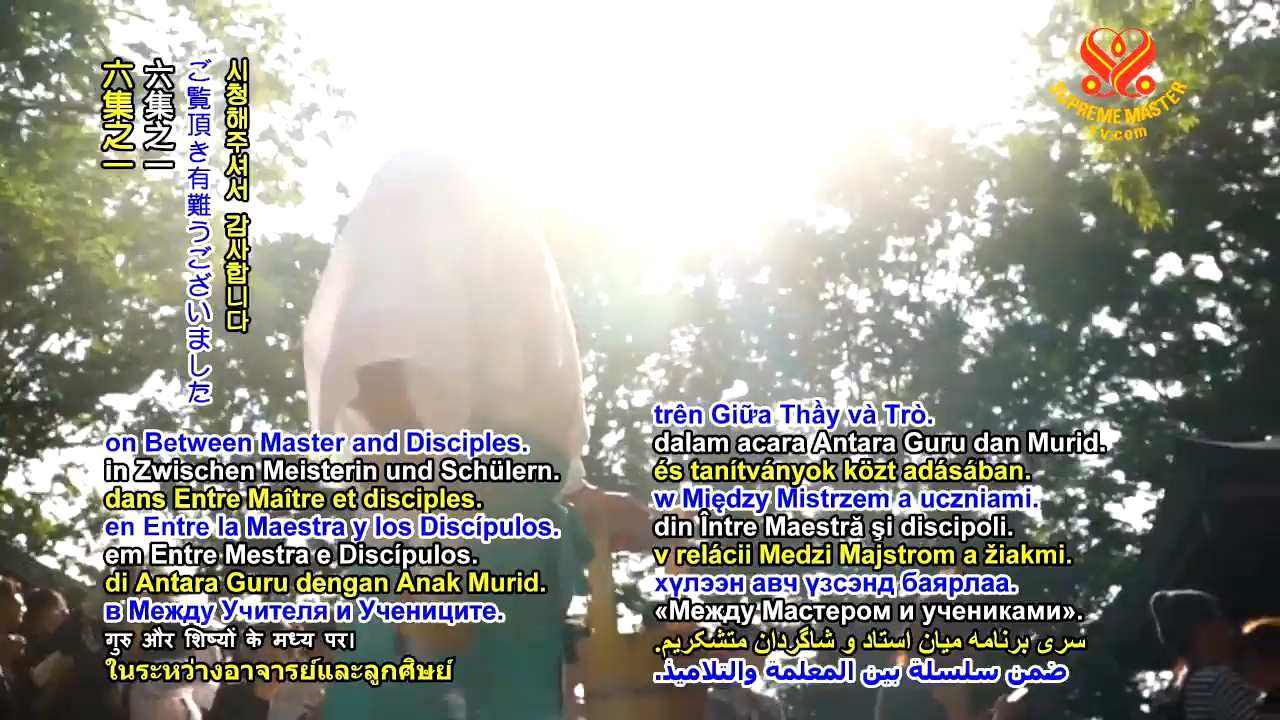 六集之一
六集之一
ご覧頂き有難うございました
시청해주셔서 감사합니다
SUPREME MASTER
TV.com
on Between Master and Disciples.
in Zwischen Meisterin und Schülern.
dans Entre Maître et disciples.
en Entre la Maestra y los Discípulos.
em Entre Mestra e Discípulos.
di Antara Guru dengan Anak Murid.
в Между Учителя и Учениците.
गुरु और शिष्यों के मध्य पर।
ในระหว่างอาจารย์และลูกศิษย์
trên Giữa Thầy và Trò.
dalam acara Antara Guru dan Murid.
és tanítványok közt adásában.
w Między Mistrzem a uczniami.
din Între Maestră şi discipoli.
v relácii Medzi Majstrom a žiakmi.
хүлээн авч үзсэнд баярлаа.
«Между Мастером и учениками».
سری برنامه میان استاد و شاگردان متشکریم.
ضمن سلسلة بين المعلمة والتلاميذ.